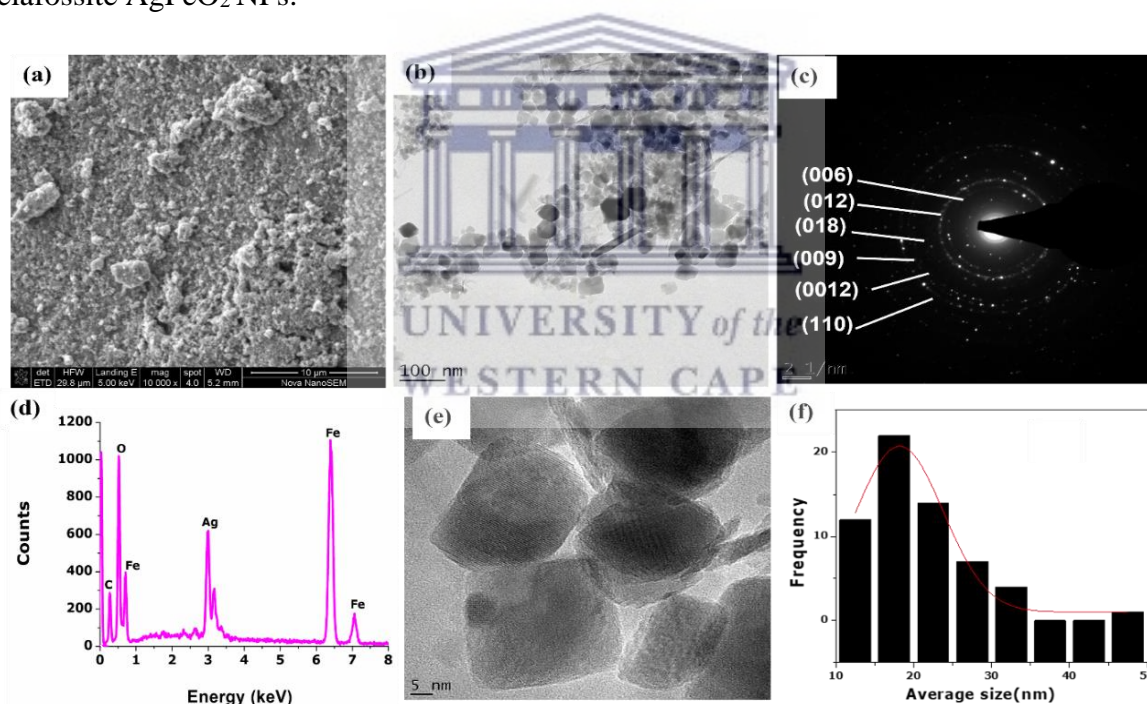 elafossite AgFeO2 NPs.
(a)
det HFW Landing E mag spot WD
ETD 29.8 µm 5.00 keV 10 000 x 4.0 5.2 mm
10 µm
Nova NanoSEM
(b)
100 nm
UNIVERSITY of the
WESTERN CAPE
(c)
(006)
(012)
(018)
(009)
(0012)
(110)
2 1/nm
(d)
Counts
1200
1000
800
600
400
200
0
C
O
Fe
Ag
Fe
Fe
0 1 2 3 4 5 6 7 8
Energy (keV)
(e)
5 nm
(f)
Frequency
20
10
0
10 20 30 40 5
Average size(nm)